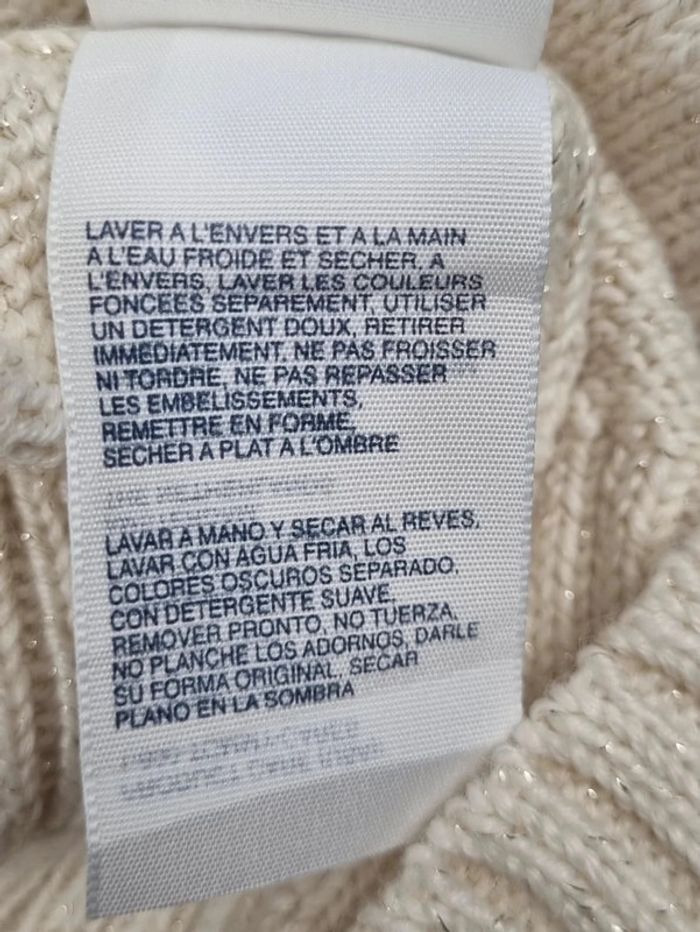 LAVER A L'ENVERS ET A LA MAIN
A L'EAU FROIDE ET SECHER, A
L'ENVERS, LAVER LES COULEURS
FONCEES SEPAREMENT, UTILISER
UN DETERGENT DOUX, RETIRER
IMMEDIATEMENT, NE PAS FROISSER
NI TORDRE, NE PAS REPASSER
LES EMBELISSEMENTS,
REMETTRE EN FORME,
SECHER A PLAT A L'OMBRE
LAVAR A MANO Y SECAR AL REVES,
LAVAR CON AGUA FRIA, LOS
COLORES OSCUROS SEPARADO,
CON DETERGENTE SUAVE,
REMOVER PRONTO, NO TUERZA,
NO PLANCHE LOS ADORNOS, DARLE
SU FORMA ORIGINAL, SECAR
PLANO EN LA SOMBRA